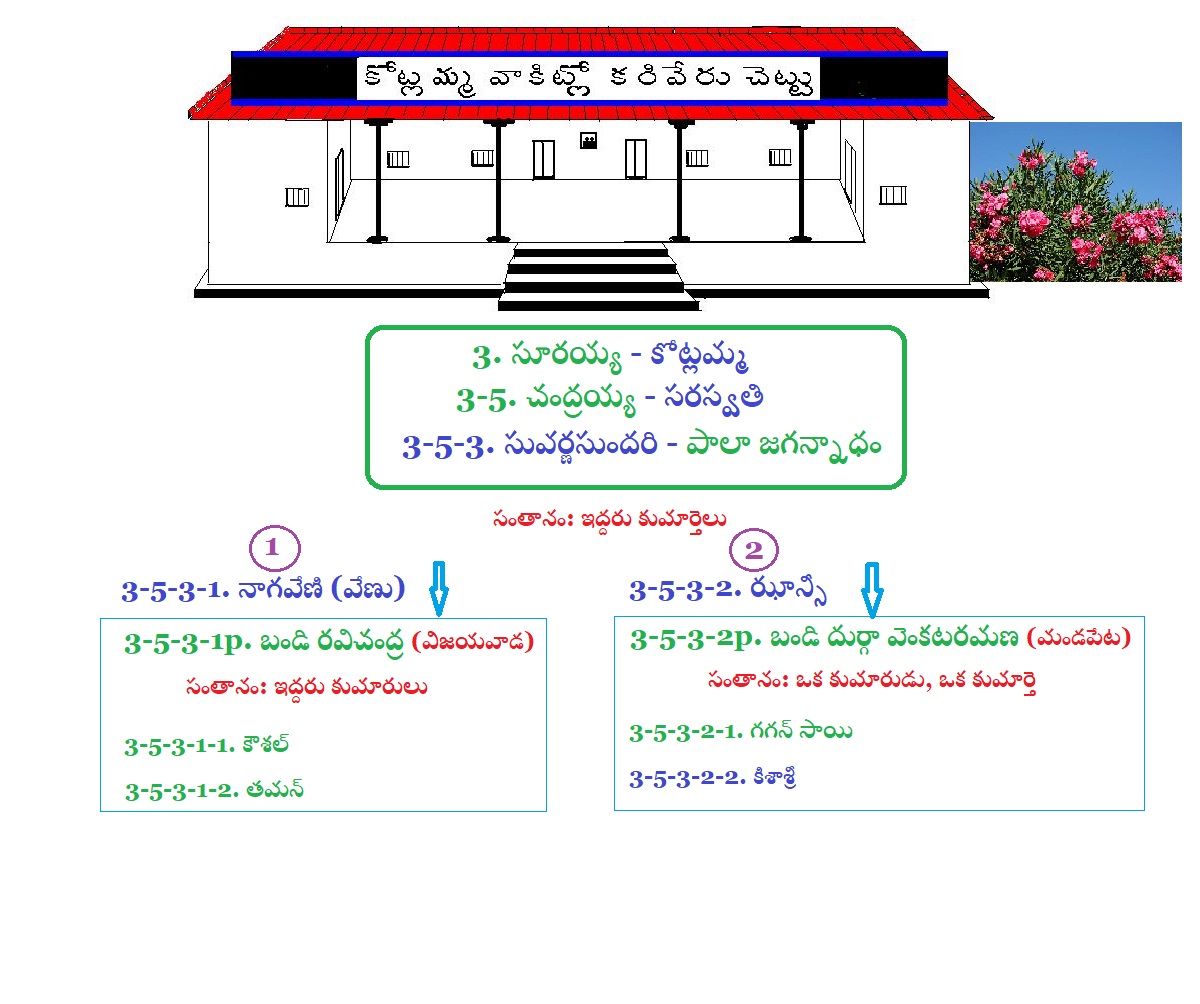 కోట్లమ్మ వాకిట్లో కరివేరు చెట్టు
3. సూరయ్య - కోట్లమ్మ
3-5. చంద్రయ్య - సరస్వతి
3-5-3. సువర్ణసుందరి - పాలా జగన్నాధం
సంతానం: ఇద్దరు కుమార్తెలు
1
3-5-3-1. నాగవేణి (వేణు)
3-5-3-1p. బండి రవిచంద్ర (విజయవాడ)
సంతానం: ఇద్దరు కుమారులు
3-5-3-1-1. కౌశల్
3-5-3-1-2. తమన్
2
3-5-3-2. ఝాన్సి
3-5-3-2p. బండి దుర్గా వెంకటరమణ (మండపేట)
సంతానం: ఒక కుమారుడు, ఒక కుమార్తె
3-5-3-2-1. గగన్ సాయి
3-5-3-2-2. కిశాశ్రీ